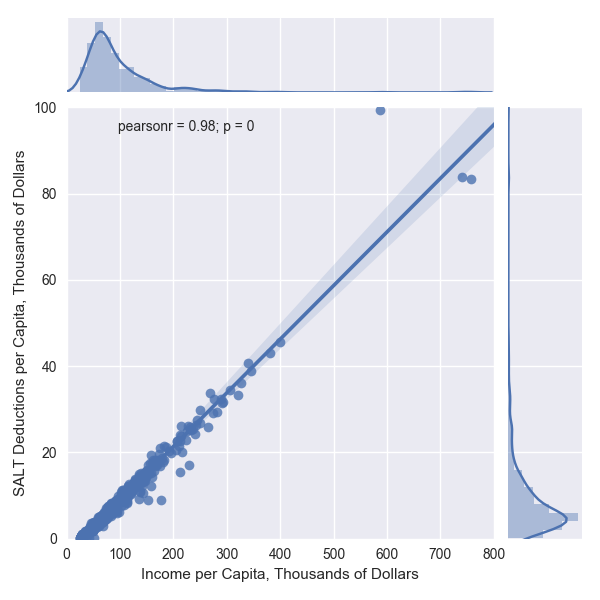 pearsonr = 0.98; p = 0
100
80
60
40
20
0
SALT Deductions per Capita, Thousands of Dollars
0 100 200 300 400 500 600 700 800
Income per Capita, Thousands of Dollars